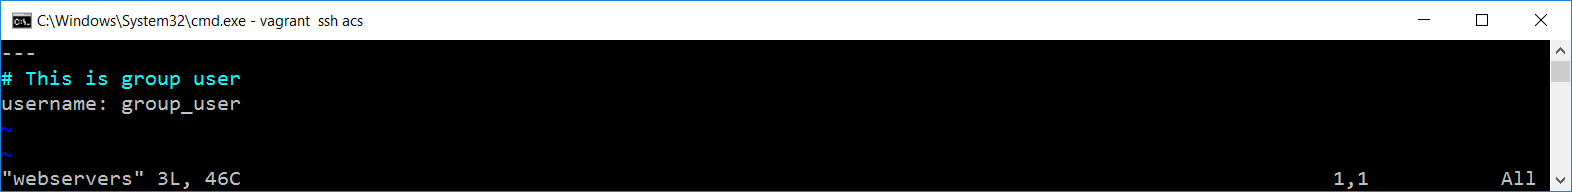 C:\Windows\System32\cmd.exe - vagrant  ssh acs
---
# This is group user
username: group_user
~
~
"webservers" 3L, 46C 1,1 All